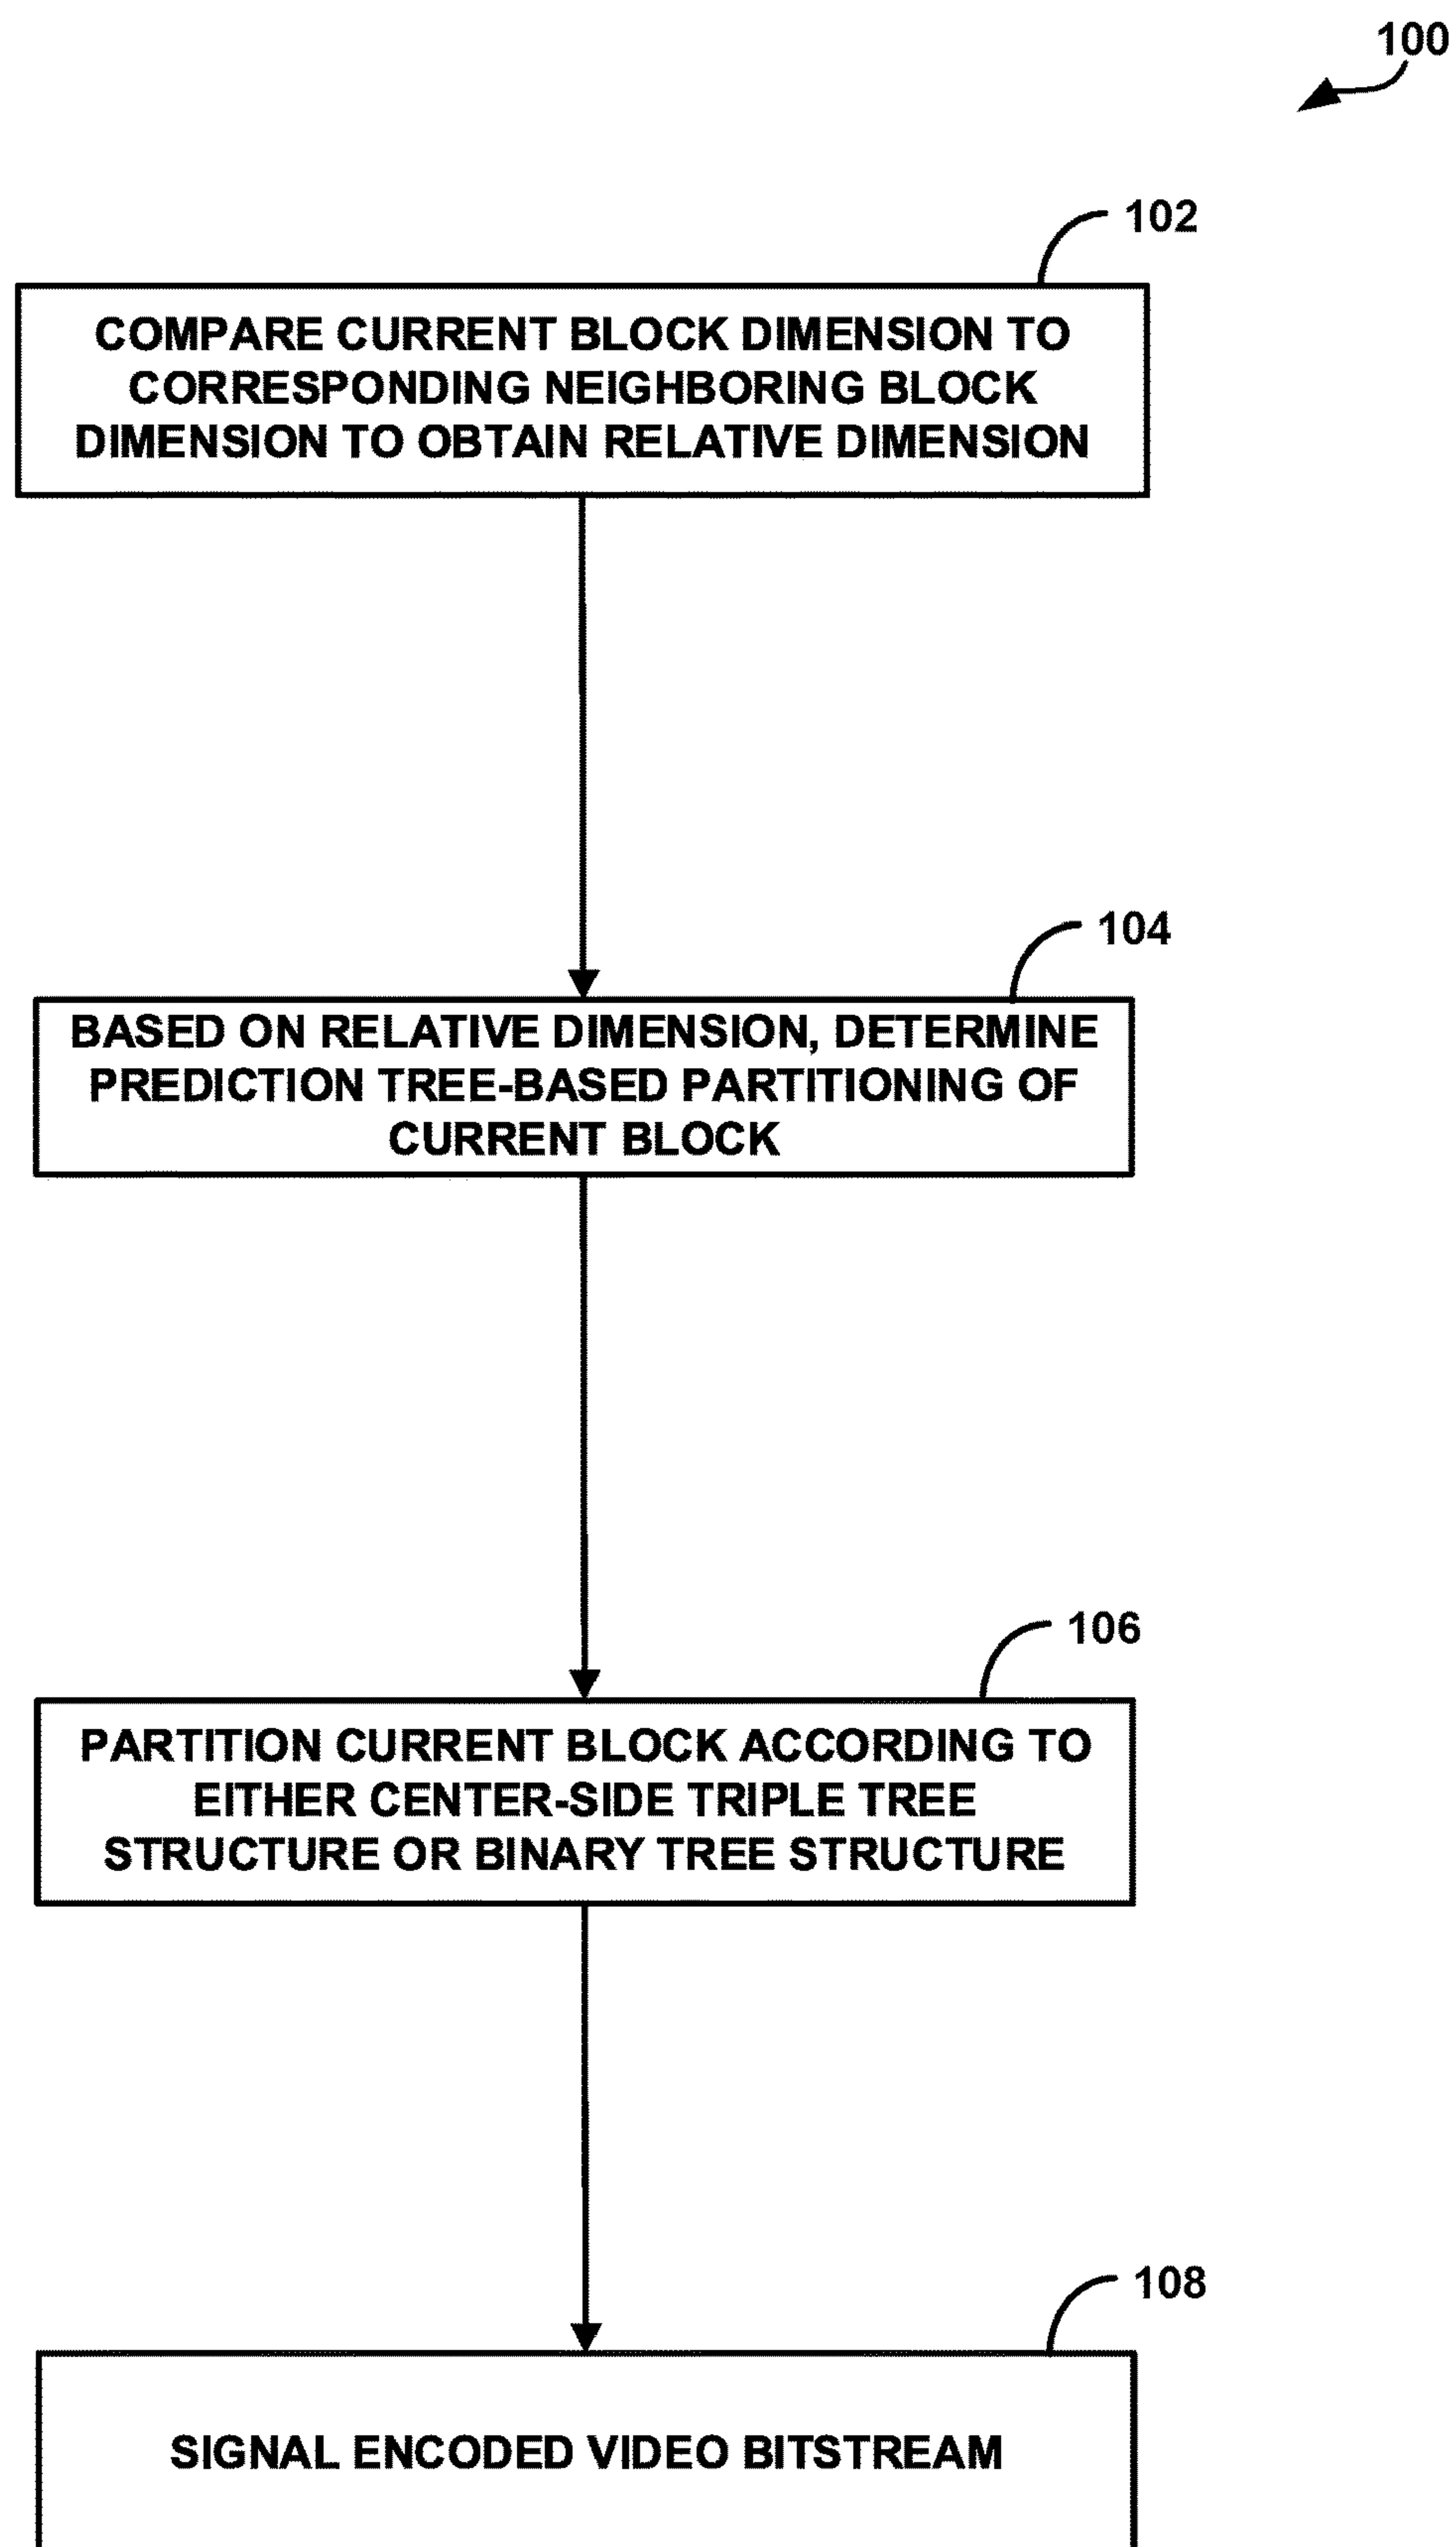 100
102
COMPARE CURRENT BLOCK DIMENSION TO
CORRESPONDING NEIGHBORING BLOCK
DIMENSION TO OBTAIN RELATIVE DIMENSION
104
BASED ON RELATIVE DIMENSION, DETERMINE
PREDICTION TREE-BASED PARTITIONING OF
CURRENT BLOCK
106
PARTITION CURRENT BLOCK ACCORDING TO
EITHER CENTER-SIDE TRIPLE TREE
STRUCTURE OR BINARY TREE STRUCTURE
108
SIGNAL ENCODED VIDEO BITSTREAM